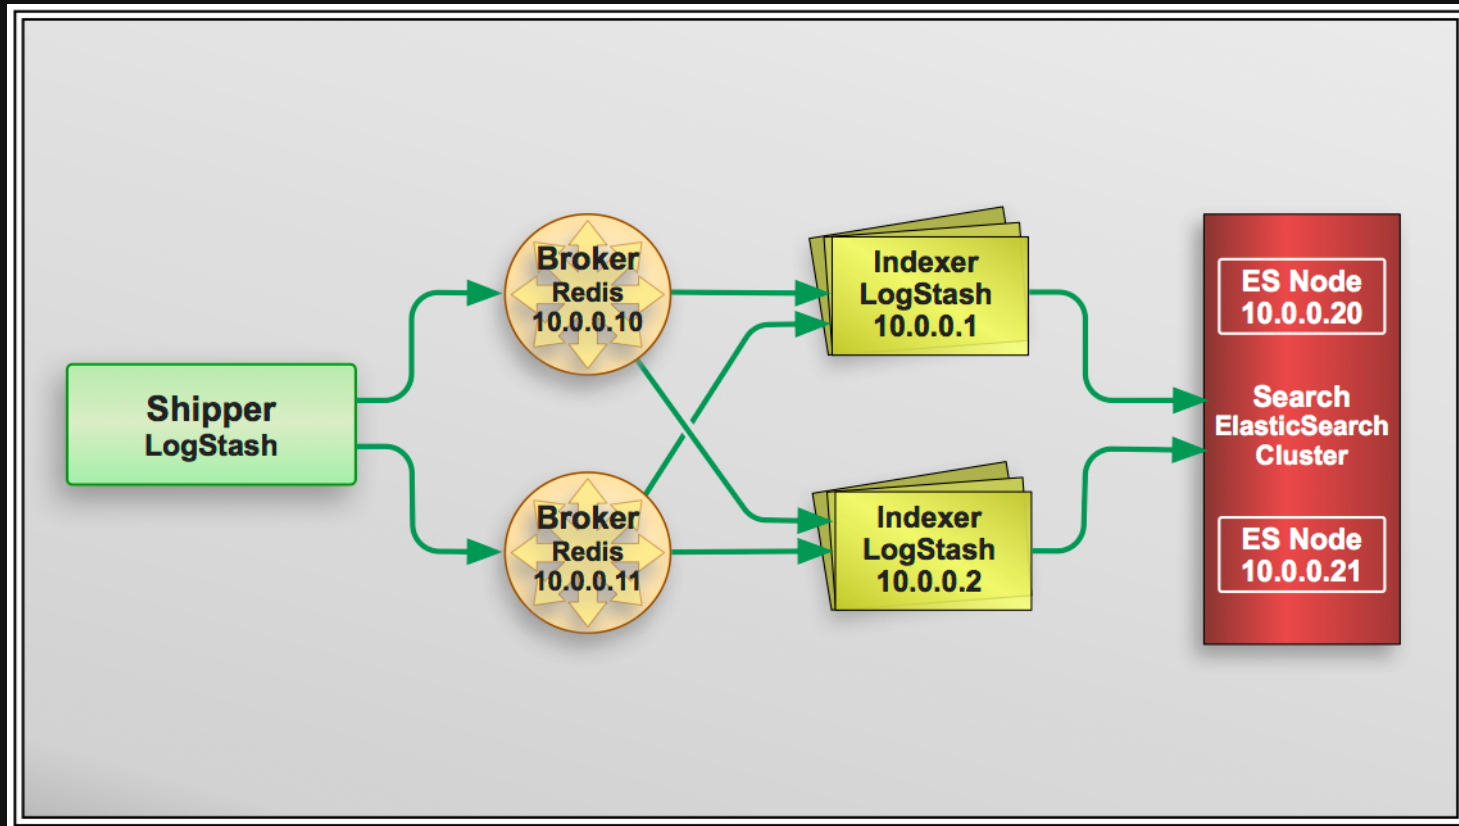 Shipper
LogStash
Broker
Redis
10.0.0.10
Broker
Redis
10.0.0.11
Indexer
LogStash
10.0.0.1
Indexer
LogStash
10.0.0.2
ES Node
10.0.0.20
Search
ElasticSearch
Cluster
ES Node
10.0.0.21